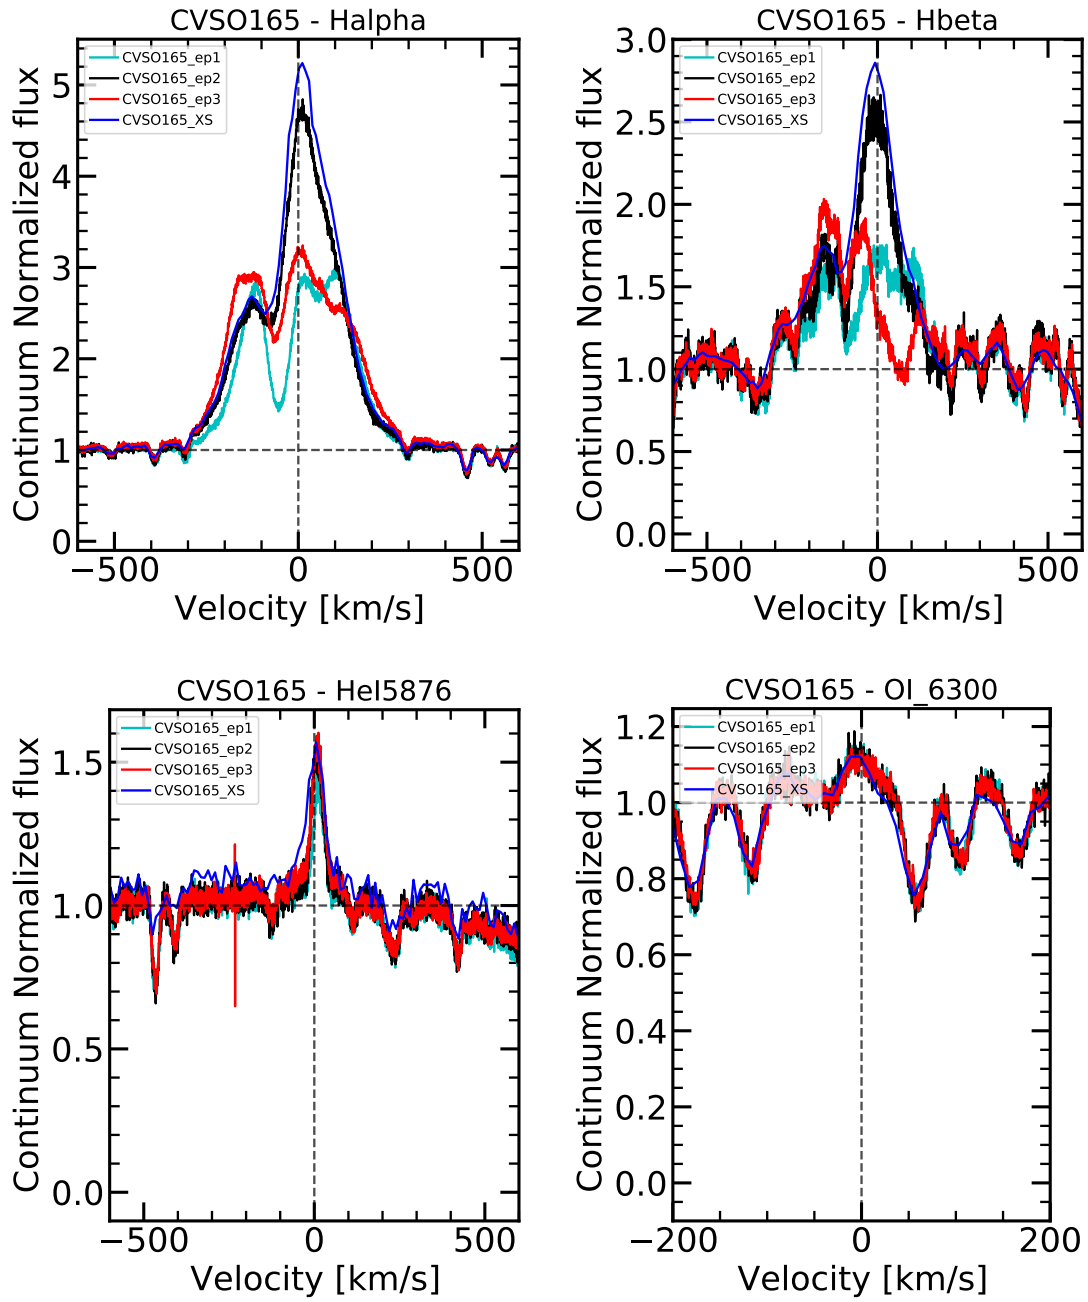 CVSO165 - Halpha
CVSO165_ep1
CVSO165_ep2
CVSO165_ep3
CVSO165_XS
Continuum Normalized flux
5
4
3
2
1
0
−500
0
500
Velocity [km/s]
CVSO165 - Hbeta
CVSO165_ep1
CVSO165_ep2
CVSO165_ep3
CVSO165_XS
Continuum Normalized flux
3.0
2.5
2.0
1.5
1.0
0.5
0.0
−500
0
500
Velocity [km/s]
CVSO165 - HeI5876
CVSO165_ep1
CVSO165_ep2
CVSO165_ep3
CVSO165_XS
Continuum Normalized flux
1.5
1.0
0.5
0.0
−500
0
500
Velocity [km/s]
CVSO165 - OI_6300
CVSO165_ep1
CVSO165_ep2
CVSO165_ep3
CVSO165_XS
Continuum Normalized flux
1.2
1.0
0.8
0.6
0.4
0.2
0.0
−200
−100
0
100
200
Velocity [km/s]